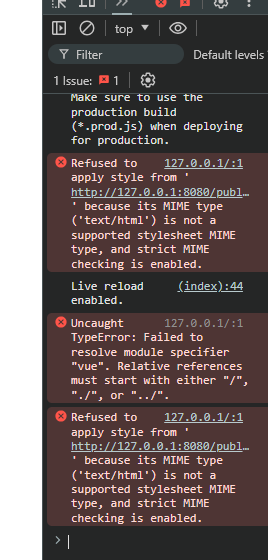 top
Filter
Default levels
1 Issue: 1
Make sure to use the
production build
(*.prod.js) when deploying
for production.
Refused to 127.0.0.1/:1
apply style from '
http://127.0.0.1:8080/publ…
' because its MIME type
('text/html') is not a
supported stylesheet MIME
type, and strict MIME
checking is enabled.
Live reload (index):44
enabled.
Uncaught 127.0.0.1/:1
TypeError: Failed to
resolve module specifier
"vue". Relative references
must start with either "/",
"./", or "../".
Refused to 127.0.0.1/:1
apply style from '
http://127.0.0.1:8080/publ…
' because its MIME type
('text/html') is not a
supported stylesheet MIME
type, and strict MIME
checking is enabled.